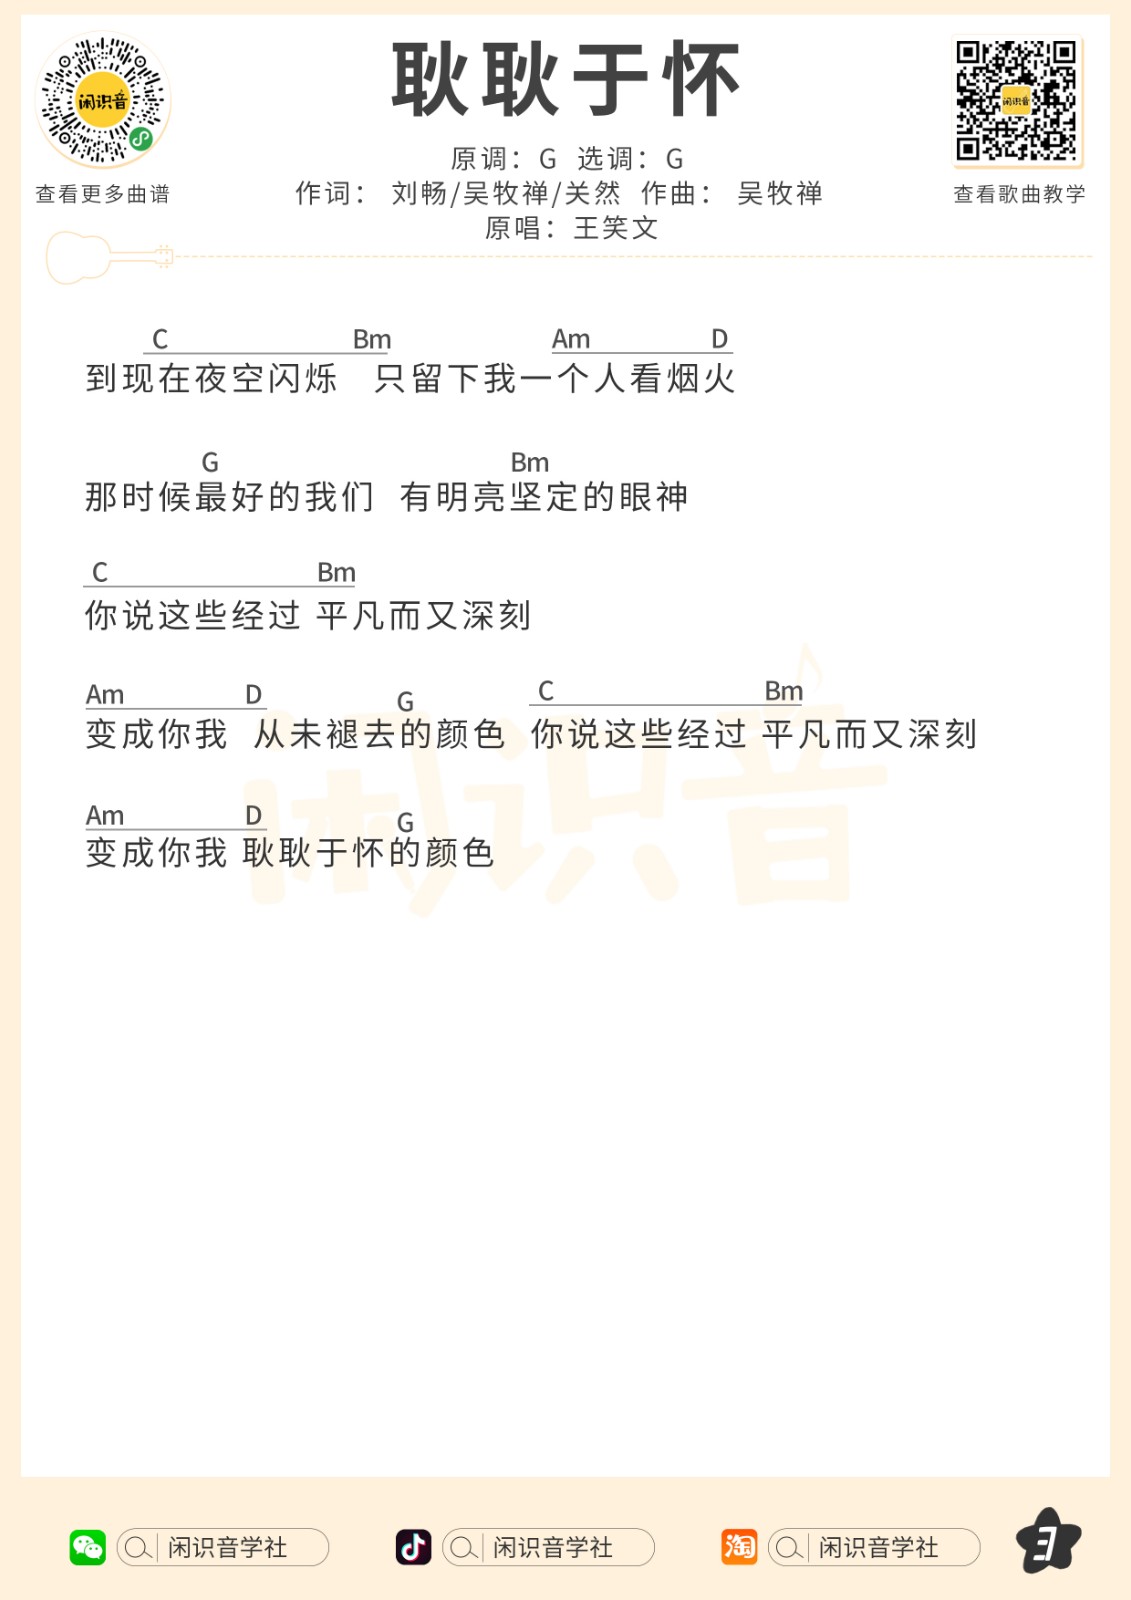 闲识音
查看更多曲谱
耿耿于怀
原调：G 选调：G
作词： 刘畅/吴牧禅/关然 作曲： 吴牧禅
原唱：王笑文
闲识音
查看歌曲教学
C Bm Am D
到现在夜空闪烁 只留下我一个人看烟火
G Bm
那时候最好的我们 有明亮坚定的眼神
C Bm
你说这些经过 平凡而又深刻
Am D G C Bm
变成你我 从未褪去的颜色 你说这些经过 平凡而又深刻
Am D G
变成你我 耿耿于怀的颜色
闲识音
闲识音学社
闲识音学社
淘 闲识音学社
3